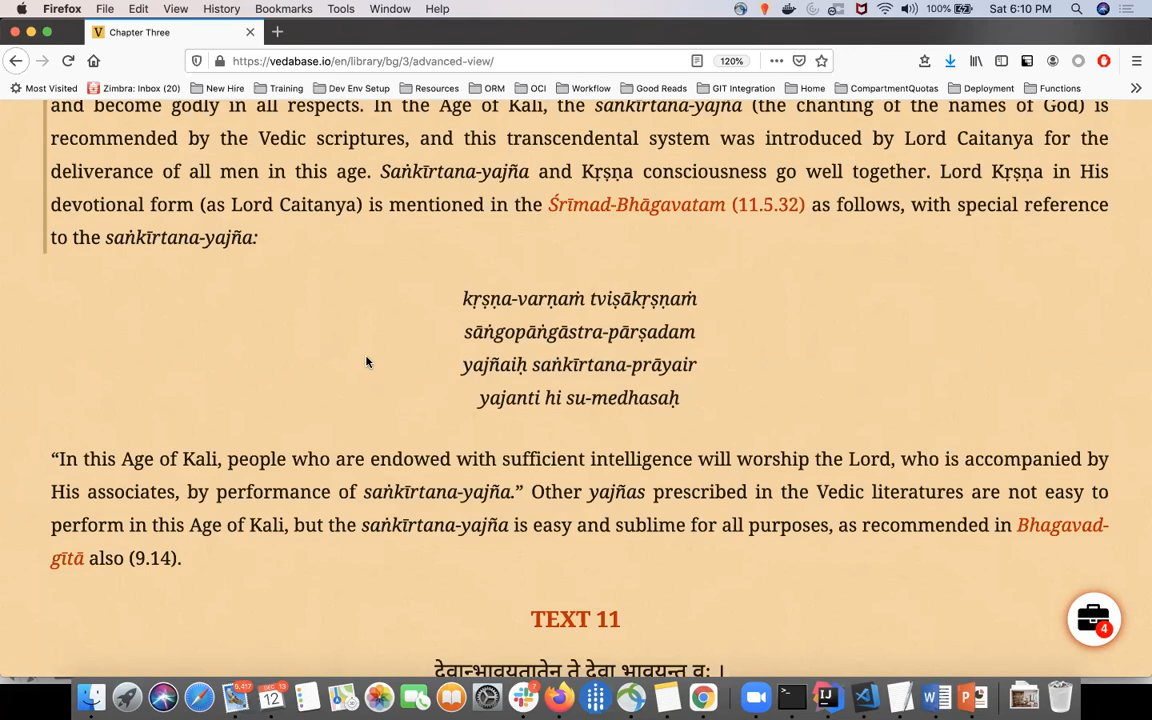 Firefox File Edit View History Bookmarks Tools Window Help 100% Sat 6:10 PM
V Chapter Three
https://vedabase.io/en/library/bg/3/advanced-view/ 120%
Most Visited Zimbra: Inbox (20) New Hire Training Dev Env Setup Resources ORM OCI Workflow Good Reads GIT Integration Home CompartmentQuotas Deployment Functions
and become godly in all respects. In the Age of Kali, the saṅkīrtana-yajña (the chanting of the names of God) is
recommended by the Vedic scriptures, and this transcendental system was introduced by Lord Caitanya for the
deliverance of all men in this age. Saṅkīrtana-yajña and Kṛṣṇa consciousness go well together. Lord Kṛṣṇa in His
devotional form (as Lord Caitanya) is mentioned in the Śrīmad-Bhāgavatam (11.5.32) as follows, with special reference
to the saṅkīrtana-yajña:
kṛṣṇa-varṇaṁ tviṣākṛṣṇaṁ
sāṅgopāṅgāstra-pārṣadam
yajñaiḥ saṅkīrtana-prāyair
yajanti hi su-medhasaḥ
“In this Age of Kali, people who are endowed with sufficient intelligence will worship the Lord, who is accompanied by
His associates, by performance of saṅkīrtana-yajña.” Other yajñas prescribed in the Vedic literatures are not easy to
perform in this Age of Kali, but the saṅkīrtana-yajña is easy and sublime for all purposes, as recommended in Bhagavad-
gītā also (9.14).
4
TEXT 11
देवान्भावयतानेन ते देवा भावयन्तु वः ।
5,417 DEC 13 12 7